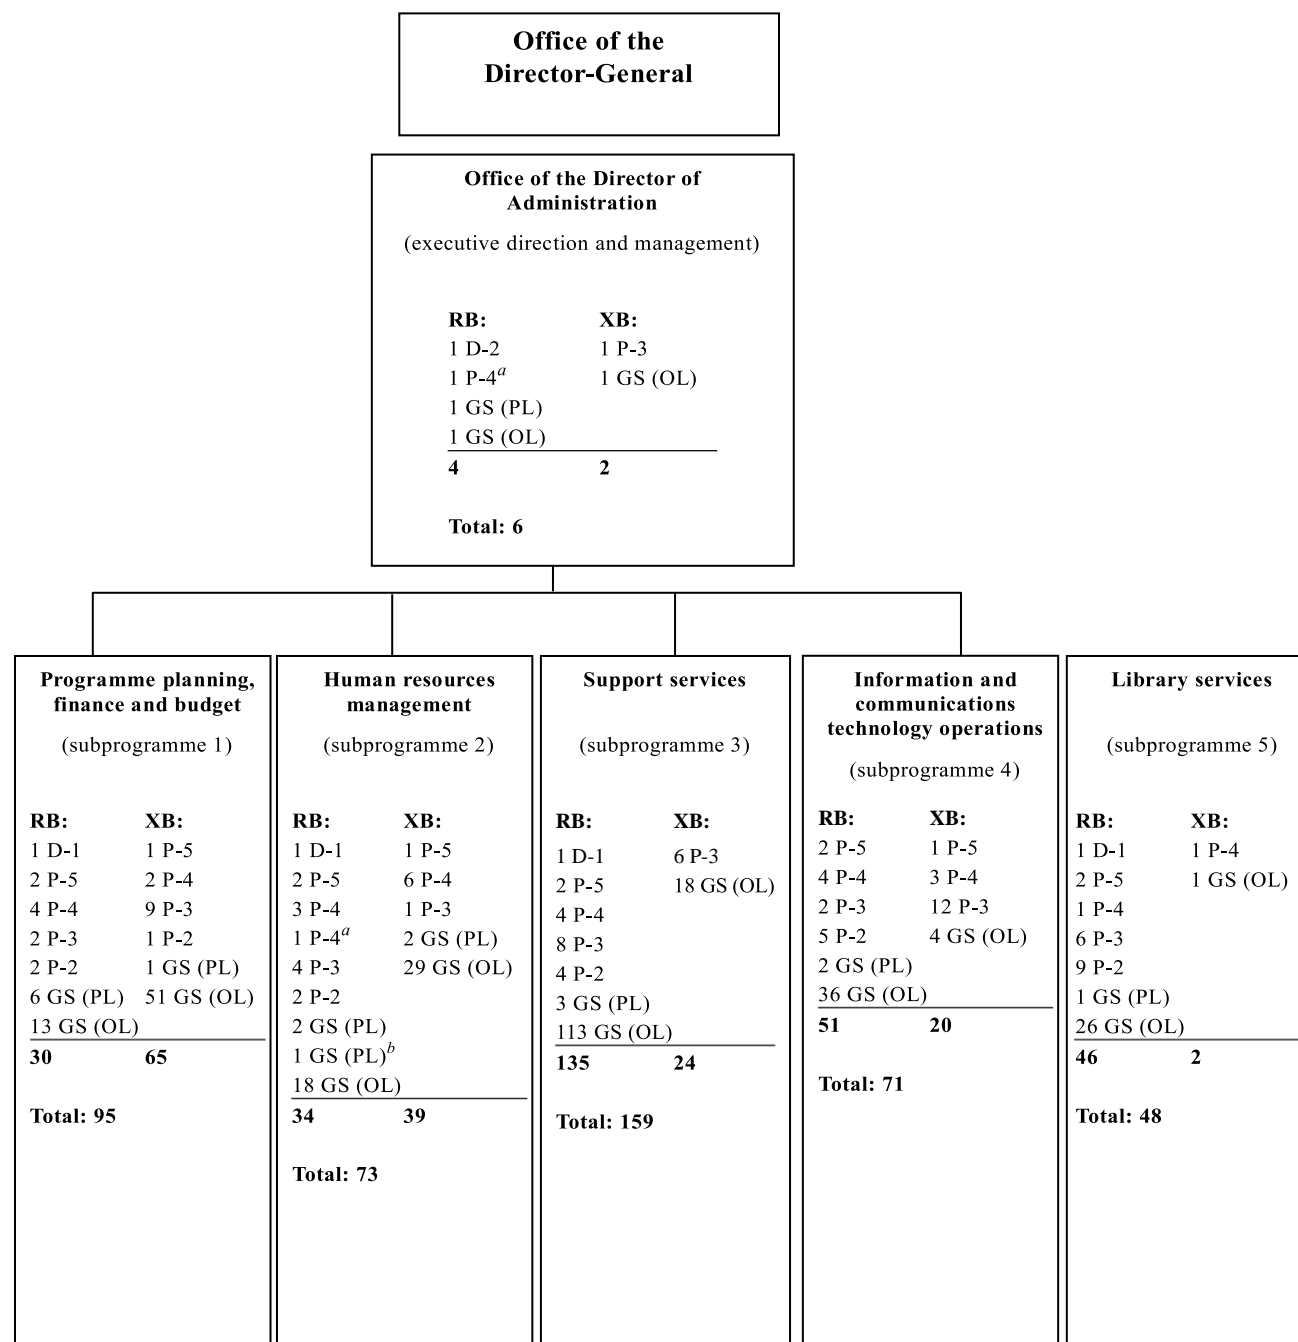 Office of the
Director-General
Office of the Director of
Administration
(executive direction and management)
RB: XB:
1 D-2 1 P-3
1 P-4a 1 GS (OL)
1 GS (PL)
1 GS (OL)
4 2
Total: 6
Programme planning,
finance and budget
(subprogramme 1)
RB: XB:
1 D-1 1 P-5
2 P-5 2 P-4
4 P-4 9 P-3
2 P-3 1 P-2
2 P-2 1 GS (PL)
6 GS (PL) 51 GS (OL)
13 GS (OL)
30 65
Total: 95
Human resources
management
(subprogramme 2)
RB: XB:
1 D-1 1 P-5
2 P-5 6 P-4
3 P-4 1 P-3
1 P-4a 2 GS (PL)
4 P-3 29 GS (OL)
2 P-2
2 GS (PL)
1 GS (PL)b
18 GS (OL)
34 39
Total: 73
Support services
(subprogramme 3)
RB: XB:
1 D-1 6 P-3
2 P-5 18 GS (OL)
4 P-4
8 P-3
4 P-2
3 GS (PL)
113 GS (OL)
135 24
Total: 159
Information and
communications
technology operations
(subprogramme 4)
RB: XB:
2 P-5 1 P-5
4 P-4 3 P-4
2 P-3 12 P-3
5 P-2 4 GS (OL)
2 GS (PL)
36 GS (OL)
51 20
Total: 71
Library services
(subprogramme 5)
RB: XB:
1 D-1 1 P-4
2 P-5 1 GS (OL)
1 P-4
6 P-3
9 P-2
1 GS (PL)
26 GS (OL)
46 2
Total: 48